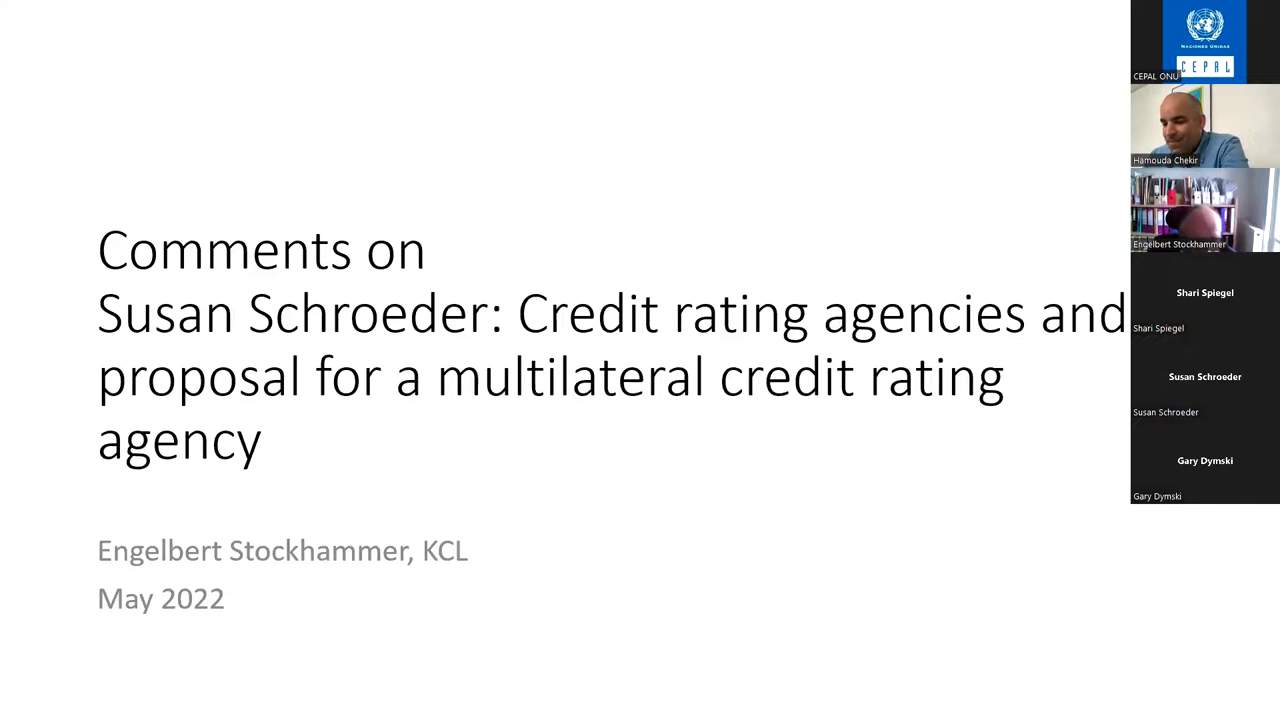 Comments on
Susan Schroeder: Credit rating agencies and
proposal for a multilateral credit rating
agency
Engelbert Stockhammer, KCL
May 2022
NACIONES UNIDAS
CEPAL
CEPAL ONU
Hamouda Chekir
Engelbert Stockhammer
Shari Spiegel
Shari Spiegel
Susan Schroeder
Susan Schroeder
Gary Dymski
Gary Dymski